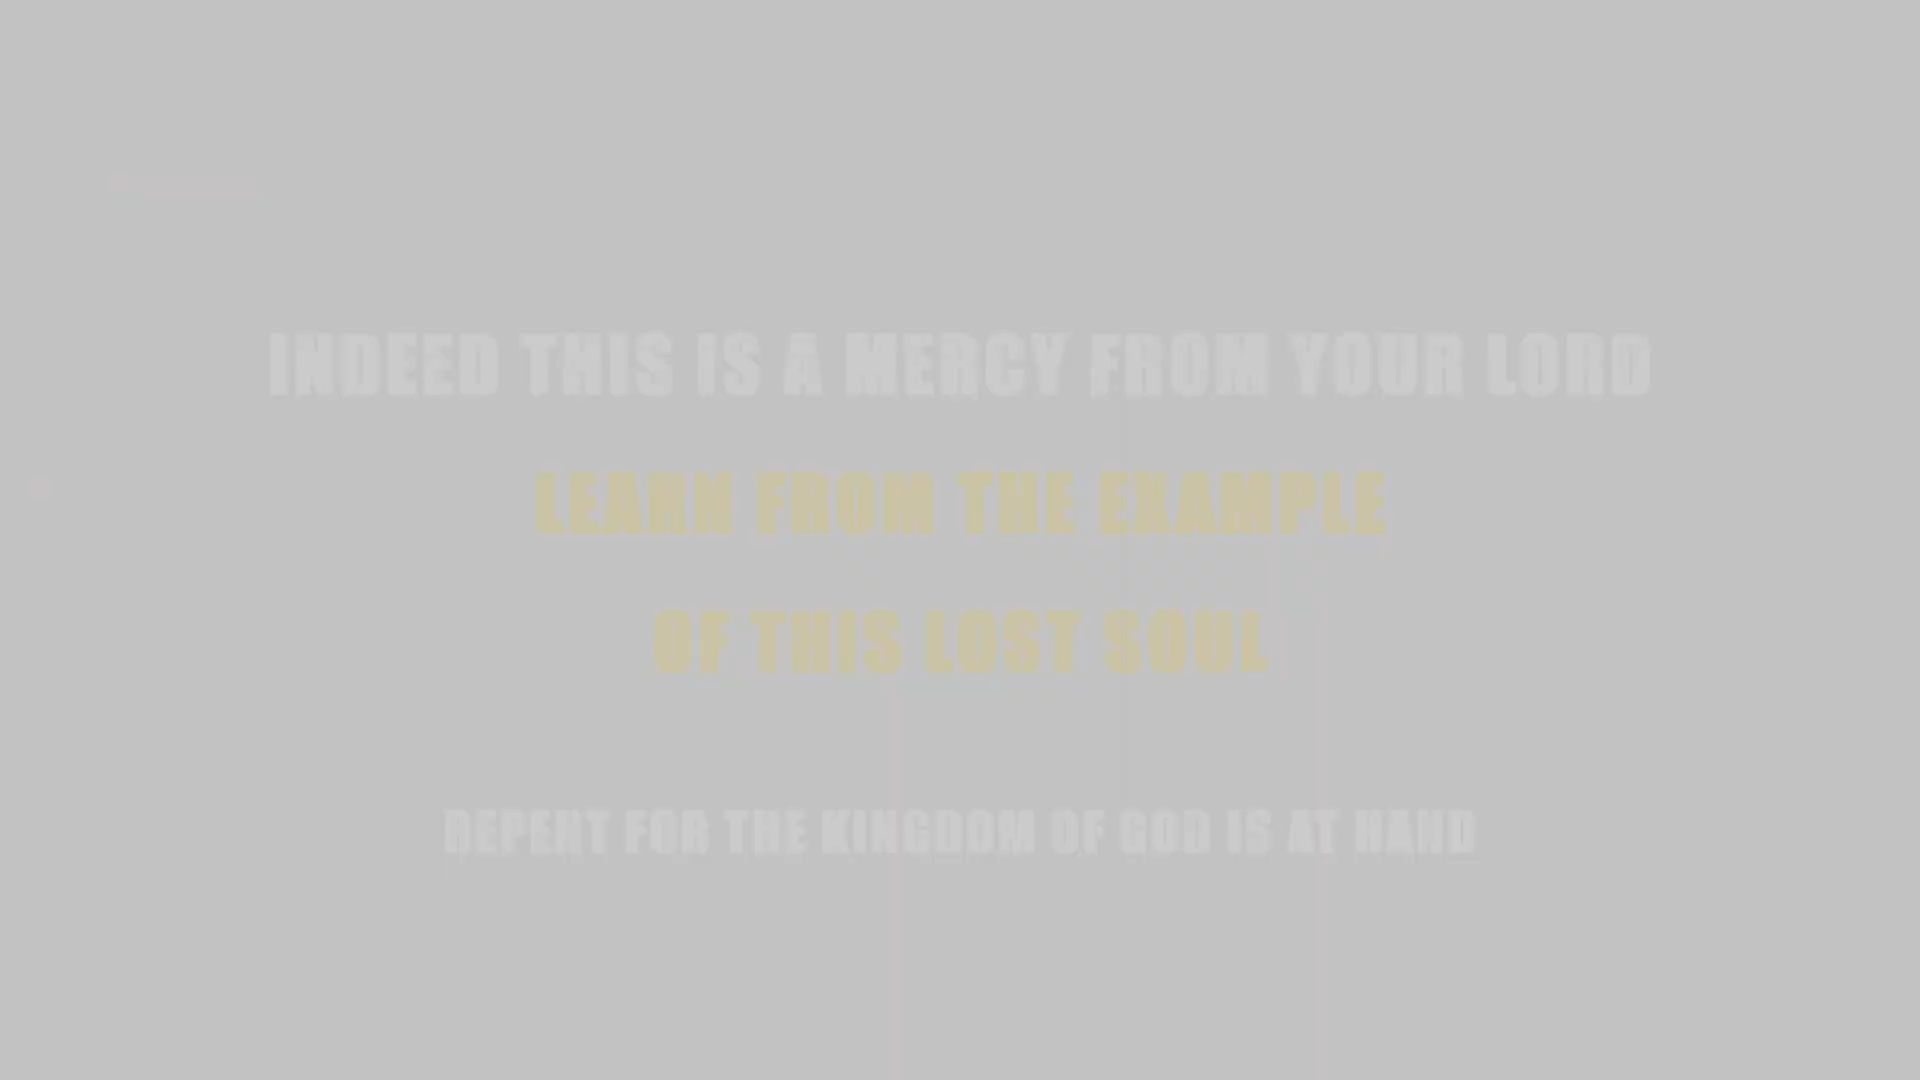 INDEED THIS IS A MERCY FROM YOUR LORD
LEARN FROM THE EXAMPLE
OF THIS LOST SOUL
REPENT FOR THE KINGDOM OF GOD IS AT HAND